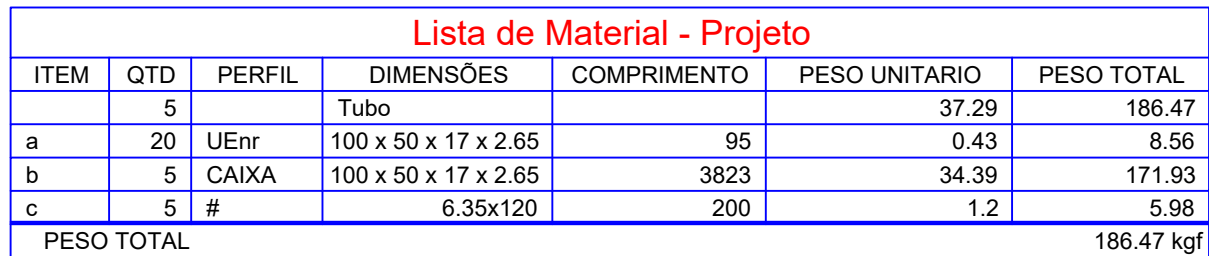 Lista de Material - Projeto
ITEM QTD PERFIL DIMENSÕES COMPRIMENTO PESO UNITARIO PESO TOTAL
5 Tubo 37.29 186.47
a 20 UEnr 100 x 50 x 17 x 2.65 95 0.43 8.56
b 5 CAIXA 100 x 50 x 17 x 2.65 3823 34.39 171.93
c 5 # 6.35x120 200 1.2 5.98
PESO TOTAL 186.47 kgf